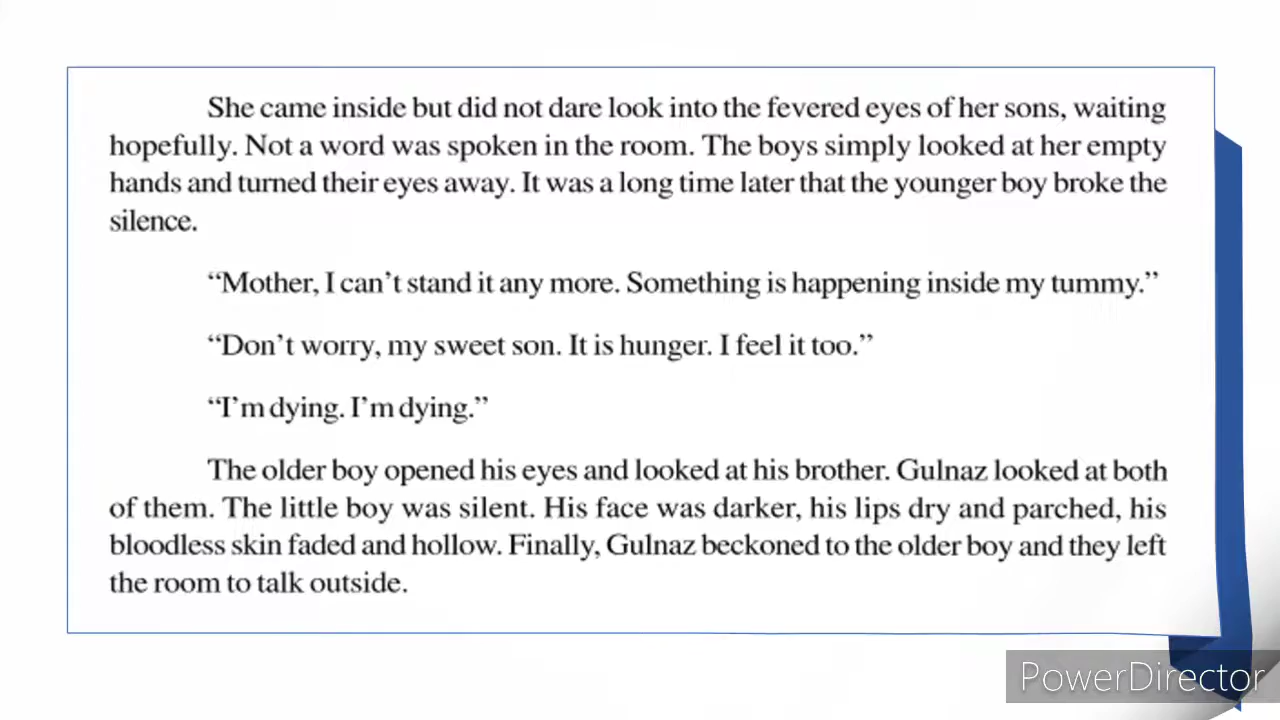 She came inside but did not dare look into the fevered eyes of her sons, waiting
hopefully. Not a word was spoken in the room. The boys simply looked at her empty
hands and turned their eyes away. It was a long time later that the younger boy broke the
silence.
“Mother, I can’t stand it any more. Something is happening inside my tummy.”
“Don’t worry, my sweet son. It is hunger. I feel it too.”
“I’m dying. I’m dying.”
The older boy opened his eyes and looked at his brother. Gulnaz looked at both
of them. The little boy was silent. His face was darker, his lips dry and parched, his
bloodless skin faded and hollow. Finally, Gulnaz beckoned to the older boy and they left
the room to talk outside.
PowerDirector